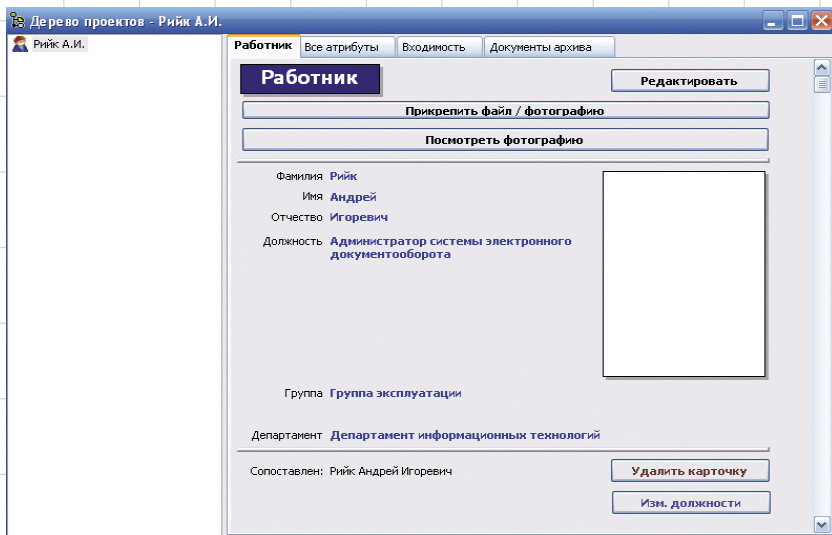 Дерево проектов - Рийк А.И.
Рийк А.И.
Работник Все атрибуты Входимость Документы архива
Работник
Редактировать
Прикрепить файл / фотографию
Посмотреть фотографию
Фамилия Рийк
Имя Андрей
Отчество Игоревич
Должность Администратор системы электронного
документооборота
Группа Группа эксплуатации
Департамент Департамент информационных технологий
Сопоставлен: Рийк Андрей Игоревич
Удалить карточку
Изм. должности